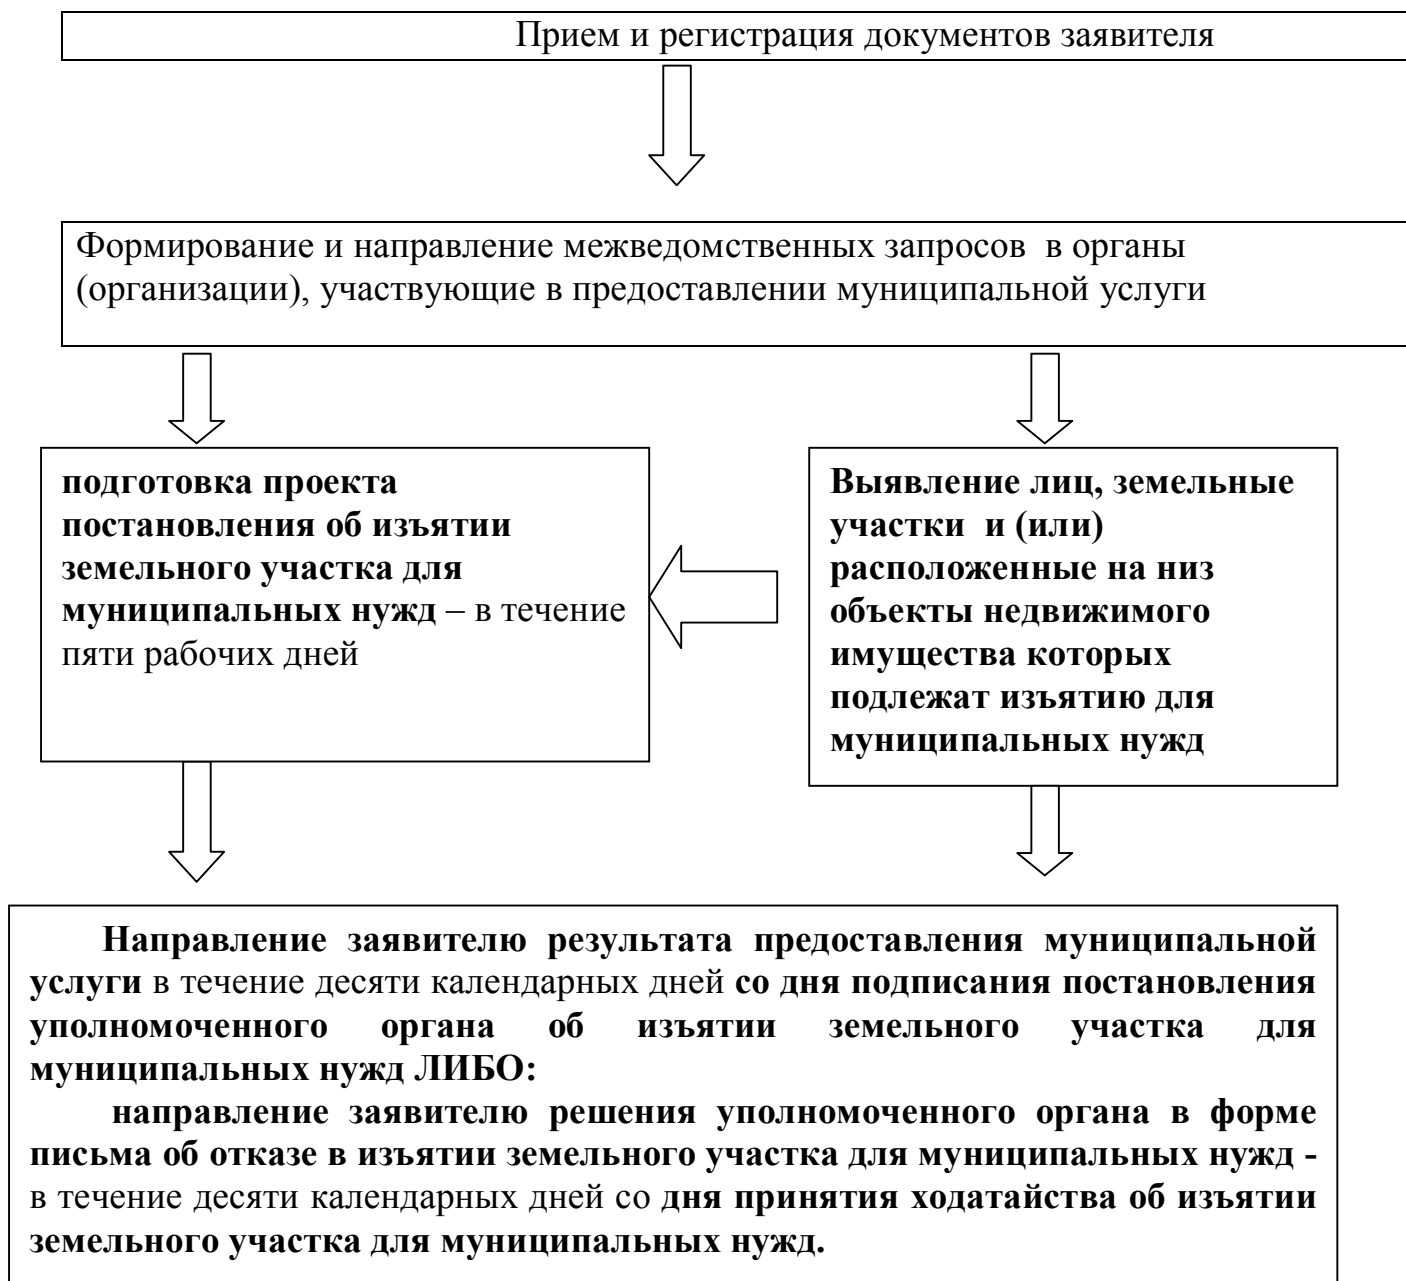 Прием и регистрация документов заявителя
Формирование и направление межведомственных запросов в органы
(организации), участвующие в предоставлении муниципальной услуги
подготовка проекта
постановления об изъятии
земельного участка для
муниципальных нужд – в течение
пяти рабочих дней
Выявление лиц, земельные
участки и (или)
расположенные на низ
объекты недвижимого
имущества которых
подлежат изъятию для
муниципальных нужд
Направление заявителю результата предоставления муниципальной
услуги в течение десяти календарных дней со дня подписания постановления
уполномоченного органа об изъятии земельного участка для
муниципальных нужд ЛИБО:
направление заявителю решения уполномоченного органа в форме
письма об отказе в изъятии земельного участка для муниципальных нужд -
в течение десяти календарных дней со дня принятия ходатайства об изъятии
земельного участка для муниципальных нужд.